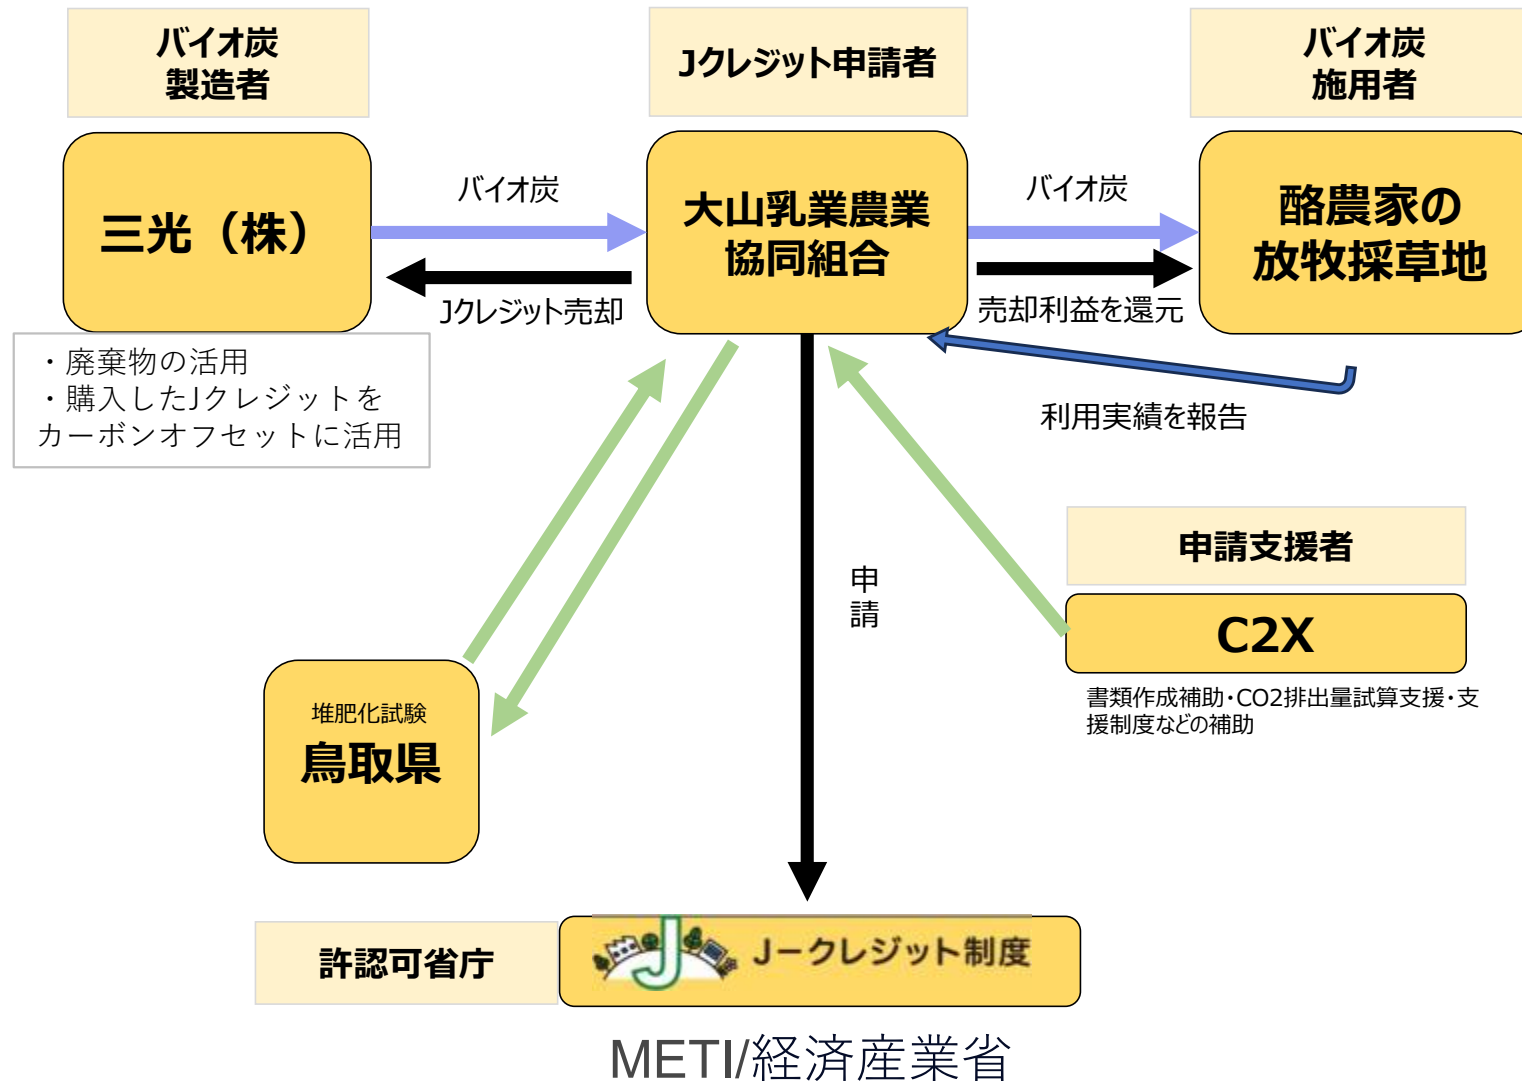 バイオ炭
製造者
Jクレジット申請者
バイオ炭
施用者
三光（株）
バイオ炭
Jクレジット売却
大山乳業農業
協同組合
バイオ炭
売却利益を還元
酪農家の
放牧採草地
・廃棄物の活用
・購入したJクレジットを
カーボンオフセットに活用
利用実績を報告
申請
申請支援者
C2X
書類作成補助・CO2排出量試算支援・支
援制度などの補助
堆肥化試験
鳥取県
許認可省庁
J－クレジット制度
METI/経済産業省